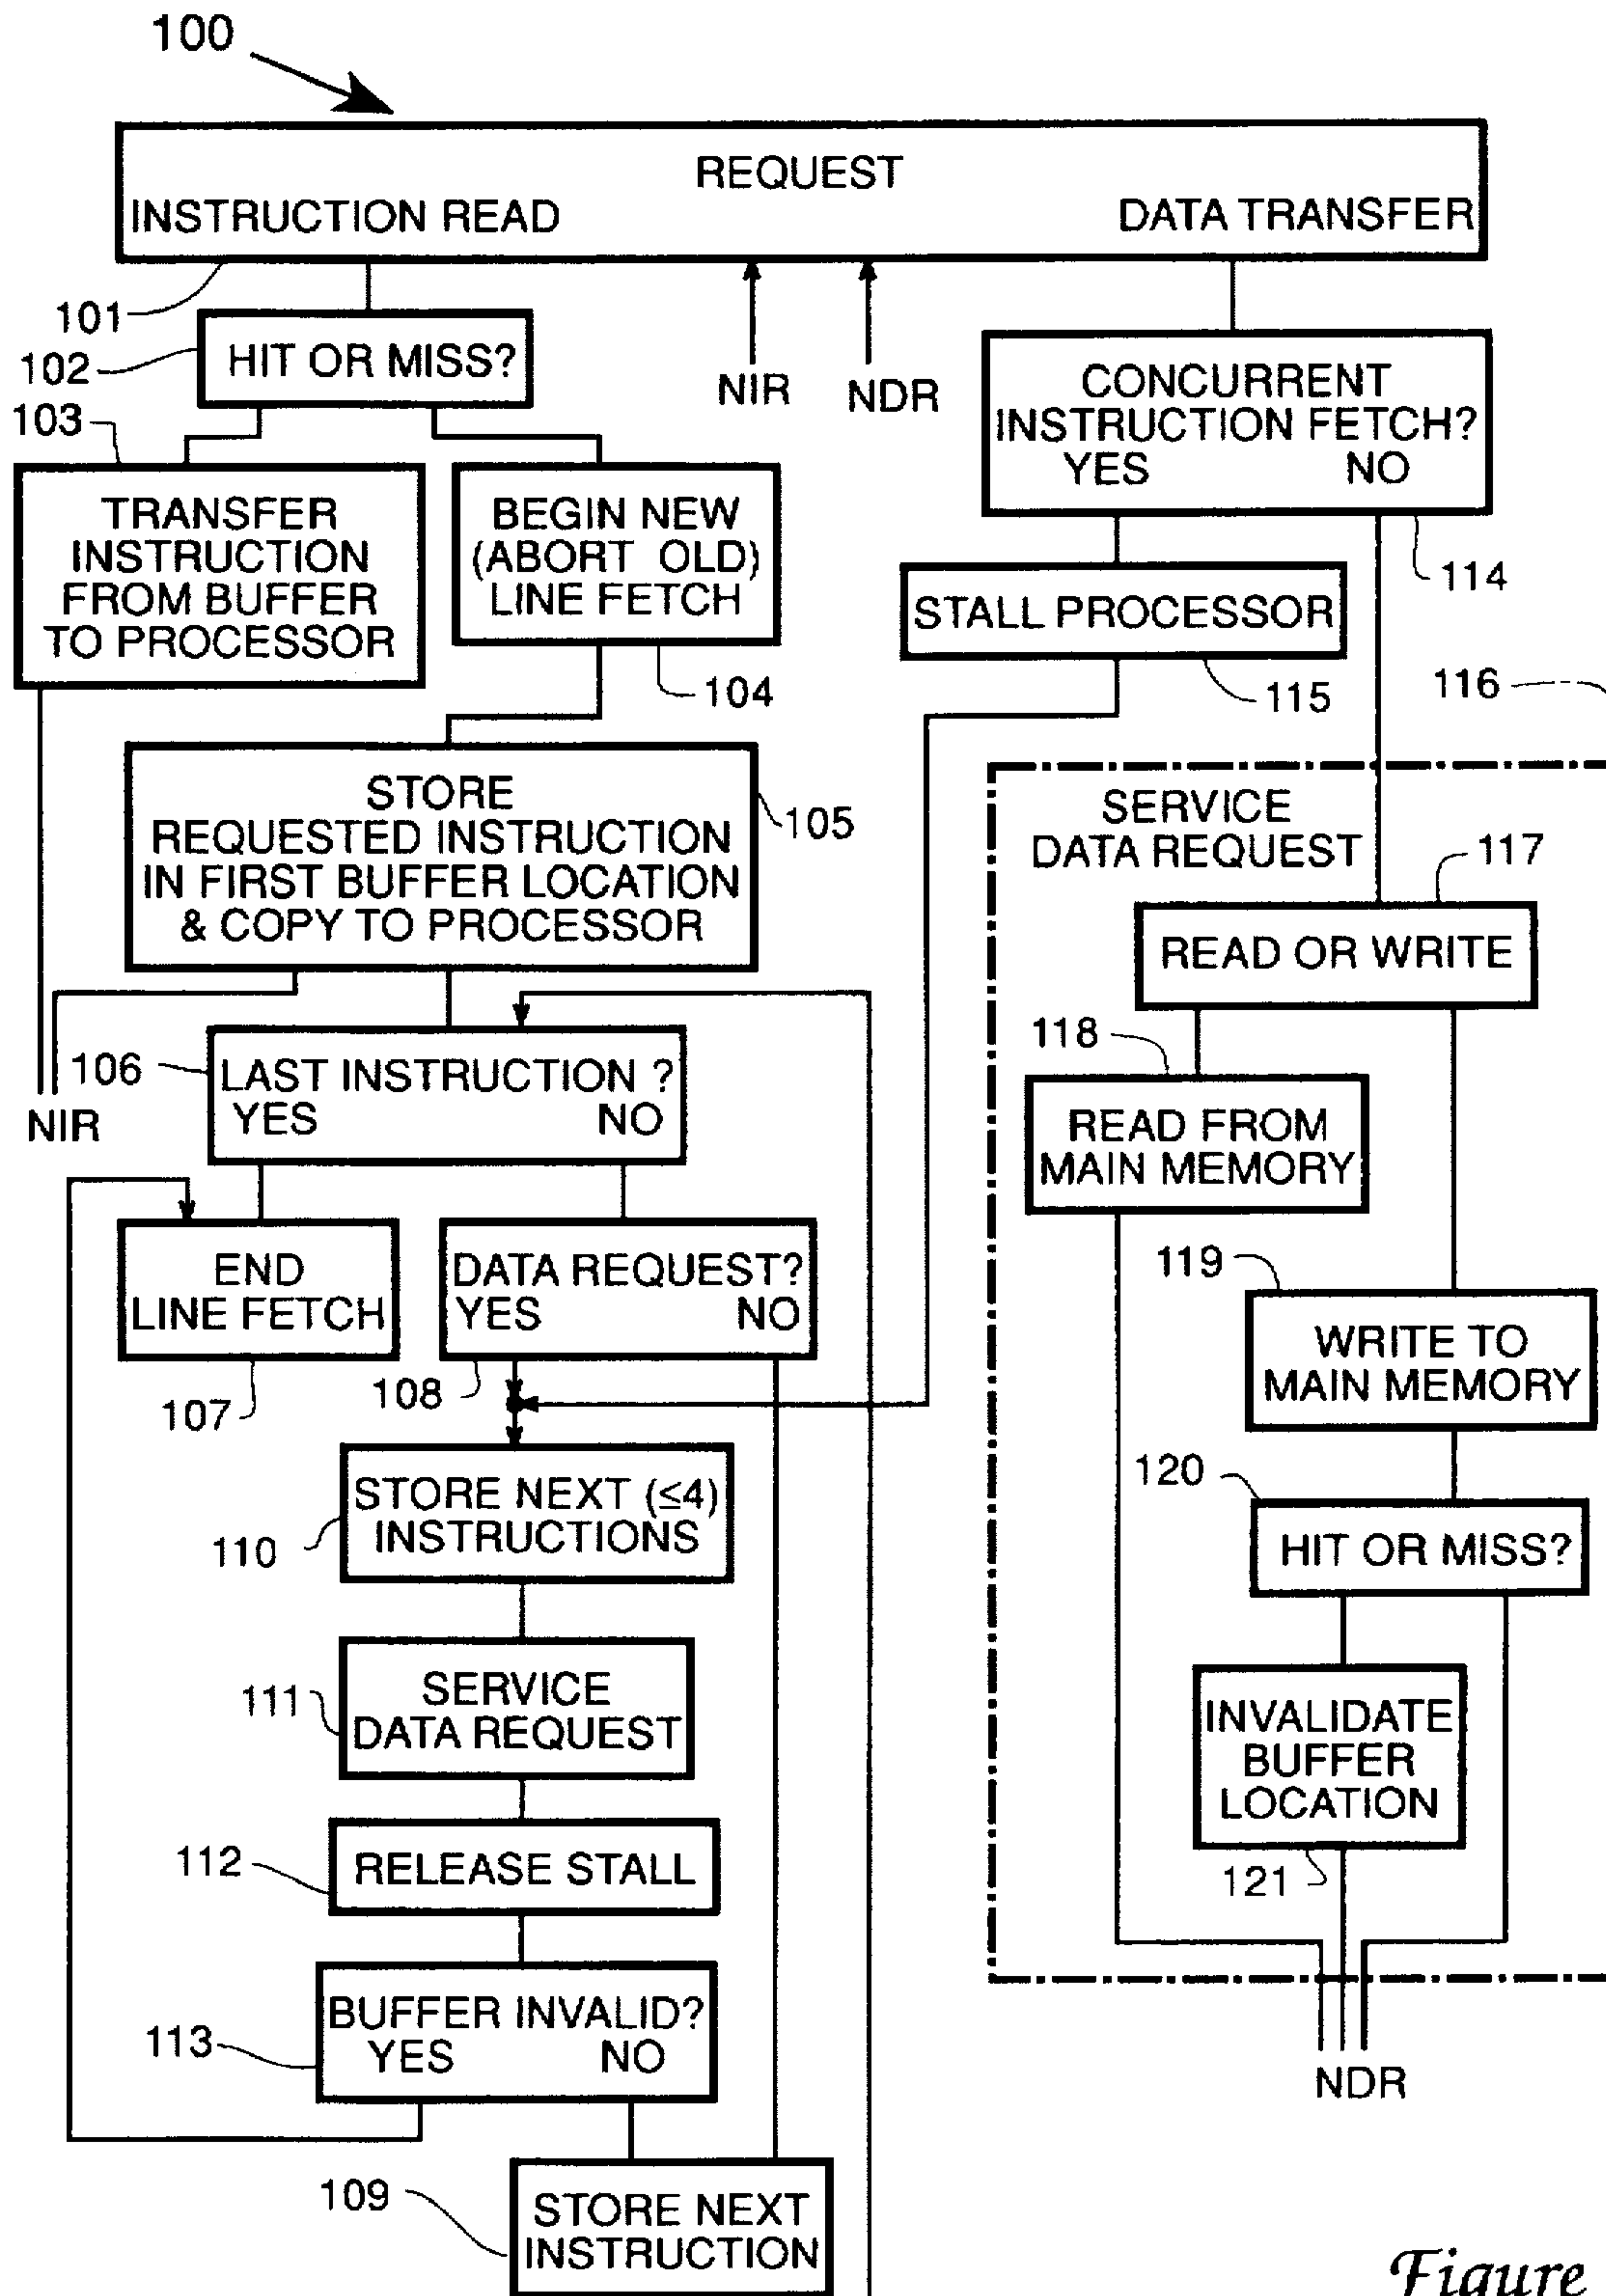 100
REQUEST
INSTRUCTION READ
DATA TRANSFER
101
HIT OR MISS?
102
NIR
NDR
CONCURRENT
INSTRUCTION FETCH?
YES NO
114
103
TRANSFER
INSTRUCTION
FROM BUFFER
TO PROCESSOR
BEGIN NEW
(ABORT OLD)
LINE FETCH
104
STALL PROCESSOR
115
116
STORE
REQUESTED INSTRUCTION
IN FIRST BUFFER LOCATION
& COPY TO PROCESSOR
105
SERVICE
DATA REQUEST
117
READ OR WRITE
106
LAST INSTRUCTION ?
YES NO
NIR
118
READ FROM
MAIN MEMORY
END
LINE FETCH
107
DATA REQUEST?
YES NO
108
119
WRITE TO
MAIN MEMORY
STORE NEXT (≤4)
INSTRUCTIONS
110
120
HIT OR MISS?
111
SERVICE
DATA REQUEST
INVALIDATE
BUFFER
LOCATION
121
112
RELEASE STALL
BUFFER INVALID?
YES NO
113
NDR
109
STORE NEXT
INSTRUCTION
Figure